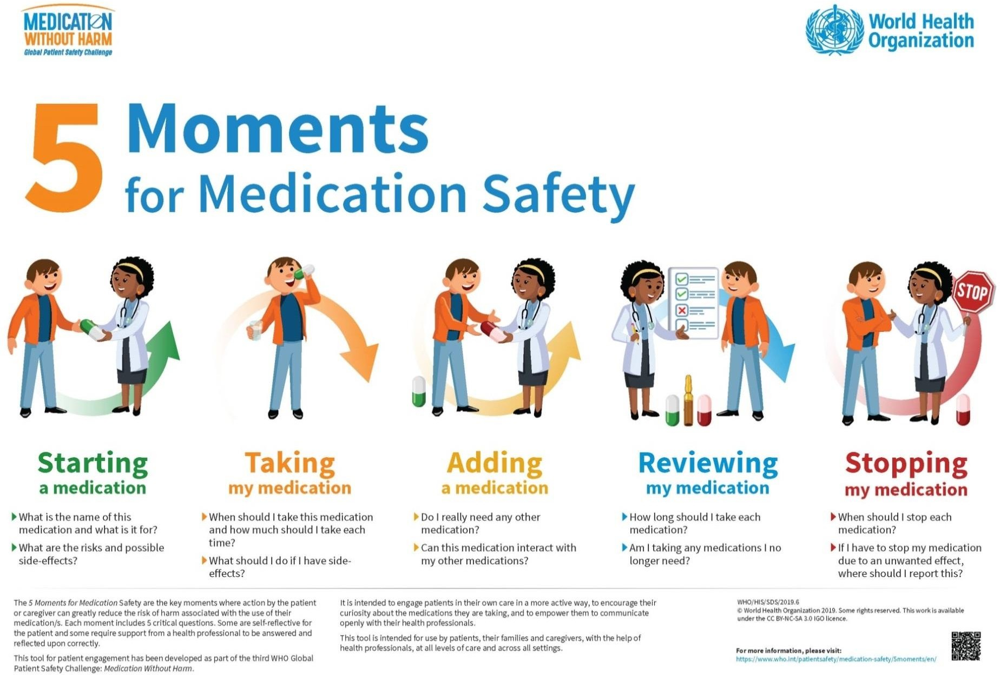 MEDICATION
WITHOUT HARM
Global Patient Safety Challenge
World Health
Organization
5 Moments
for Medication Safety
STOP
Starting
a medication
What is the name of this
medication and what is it for?
What are the risks and possible
side-effects?
Taking
my medication
When should I take this medication
and how much should I take each
time?
What should I do if I have side-
effects?
Adding
a medication
Do I really need any other
medication?
Can this medication interact with
my other medications?
Reviewing
my medication
How long should I take each
medication?
Am I taking any medications I no
longer need?
Stopping
my medication
When should I stop each
medication?
If I have to stop my medication
due to an unwanted effect,
where should I report this?
The 5 Moments for Medication Safety are the key moments where action by the patient
or caregiver can greatly reduce the risk of harm associated with the use of their
medication/s. Each moment includes 5 critical questions. Some are self-reflective for
the patient and some require support from a health professional to be answered and
reflected upon correctly.
This tool for patient engagement has been developed as part of the third WHO Global
Patient Safety Challenge: Medication Without Harm.
It is intended to engage patients in their own care in a more active way, to encourage their
curiosity about the medications they are taking, and to empower them to communicate
openly with their health professionals.
This tool is intended for use by patients, their families and caregivers, with the help of
health professionals, at all levels of care and across all settings.
WHO/HIS/SDS/2019.6
© World Health Organization 2019. Some rights reserved. This work is available
under the CC BY-NC-SA 3.0 IGO licence.
For more information, please visit:
https://www.who.int/patientsafety/medication-safety/5moments/en/